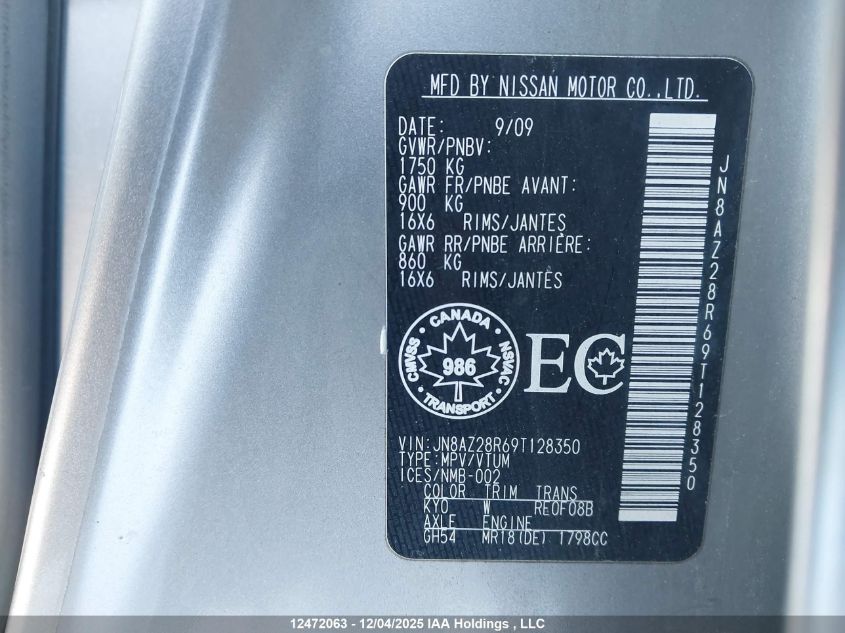 MFD BY NISSAN MOTOR CO.,LTD.
DATE: 9/09
GVWR/PNBV:
1750 KG
GAWR FR/PNBE AVANT:
900 KG
16X6 RIMS/JANTES
GAWR RR/PNBE ARRIÈRE:
860 KG
16X6 RIMS/JANTES
CANADA
CMVSS 986 NSVAC
TRANSPORT
EC
VIN:JN8AZ28R69T128350
TYPE:MPV/VTUM
ICES/NMB-002
COLOR TRIM TRANS
KY0 W RE0F08B
AXLE ENGINE
GH54 MR18(DE) 1798CC
JN8AZ28R69T128350
12472063 - 12/04/2025 IAA Holdings , LLC